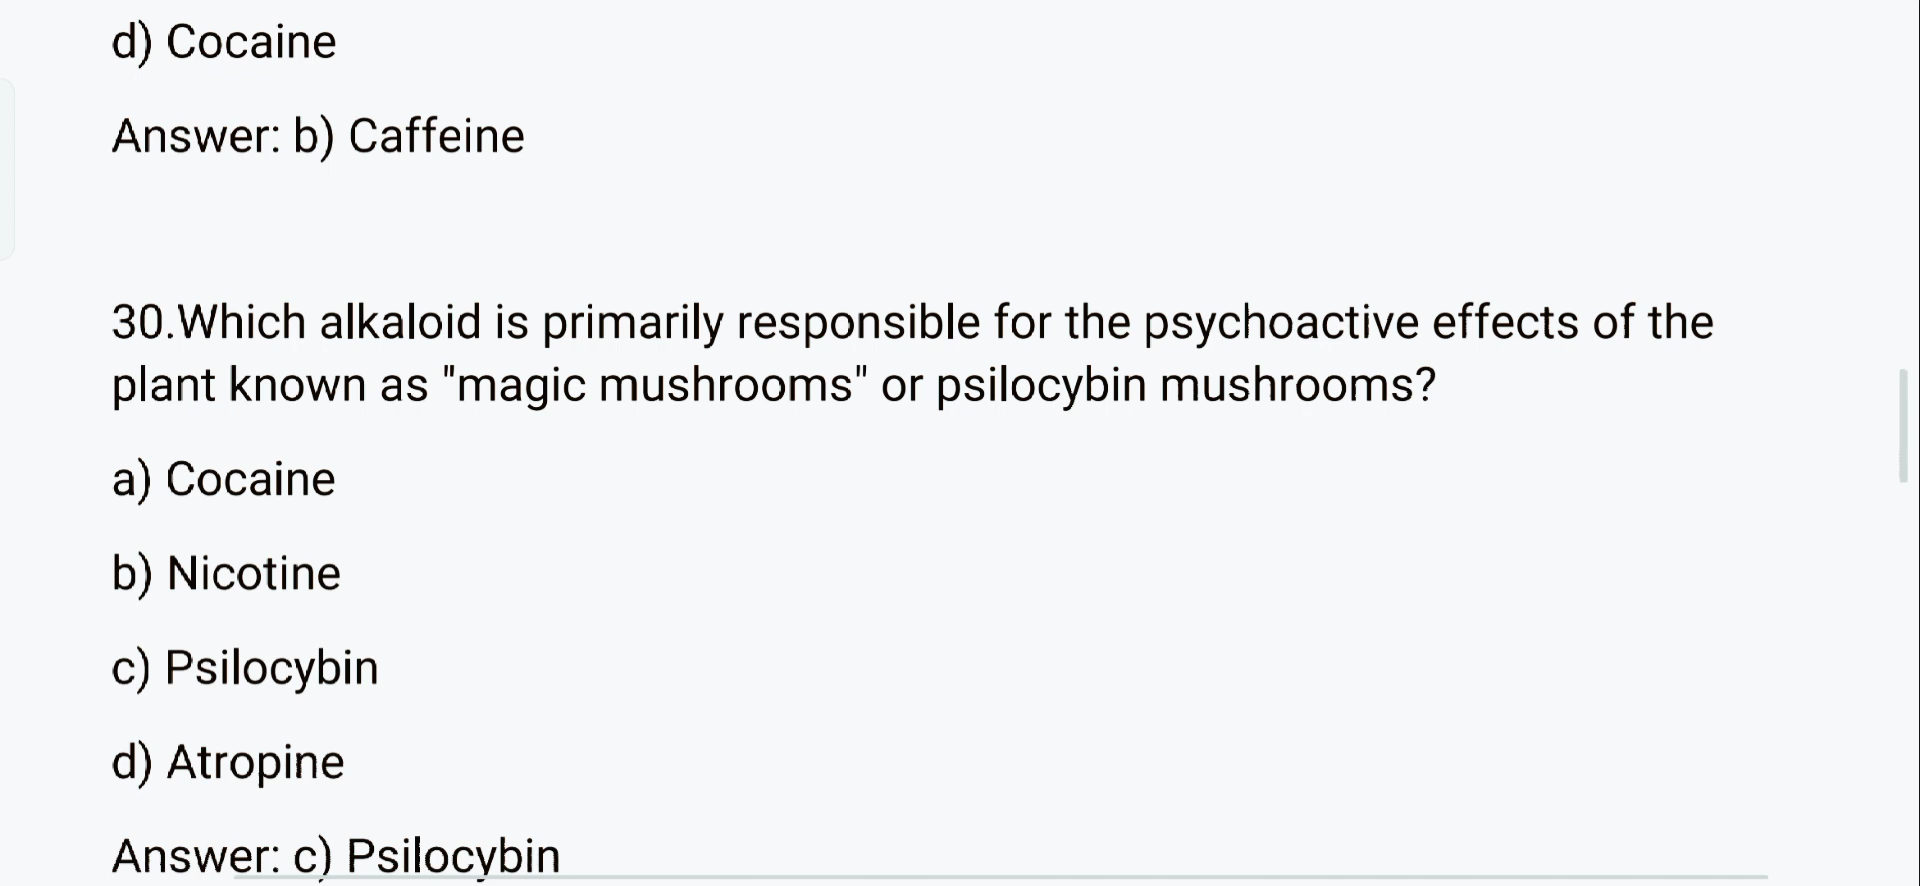 d) Cocaine
Answer: b) Caffeine
30.Which alkaloid is primarily responsible for the psychoactive effects of the
plant known as "magic mushrooms" or psilocybin mushrooms?
a) Cocaine
b) Nicotine
c) Psilocybin
d) Atropine
Answer: c) Psilocybin